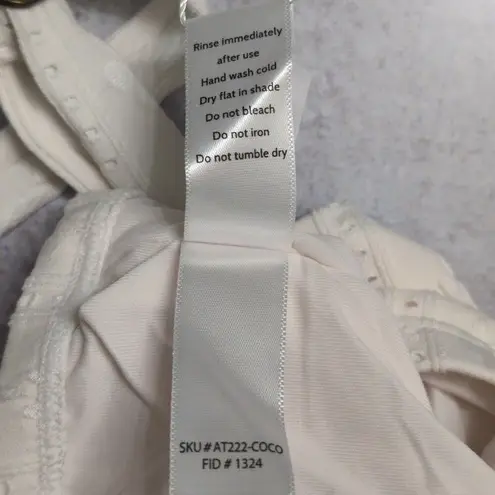 Rinse immediately
after use
Hand wash cold
Dry flat in shade
Do not bleach
Do not iron
Do not tumble dry
SKU#AT222-COCO
FID # 1324